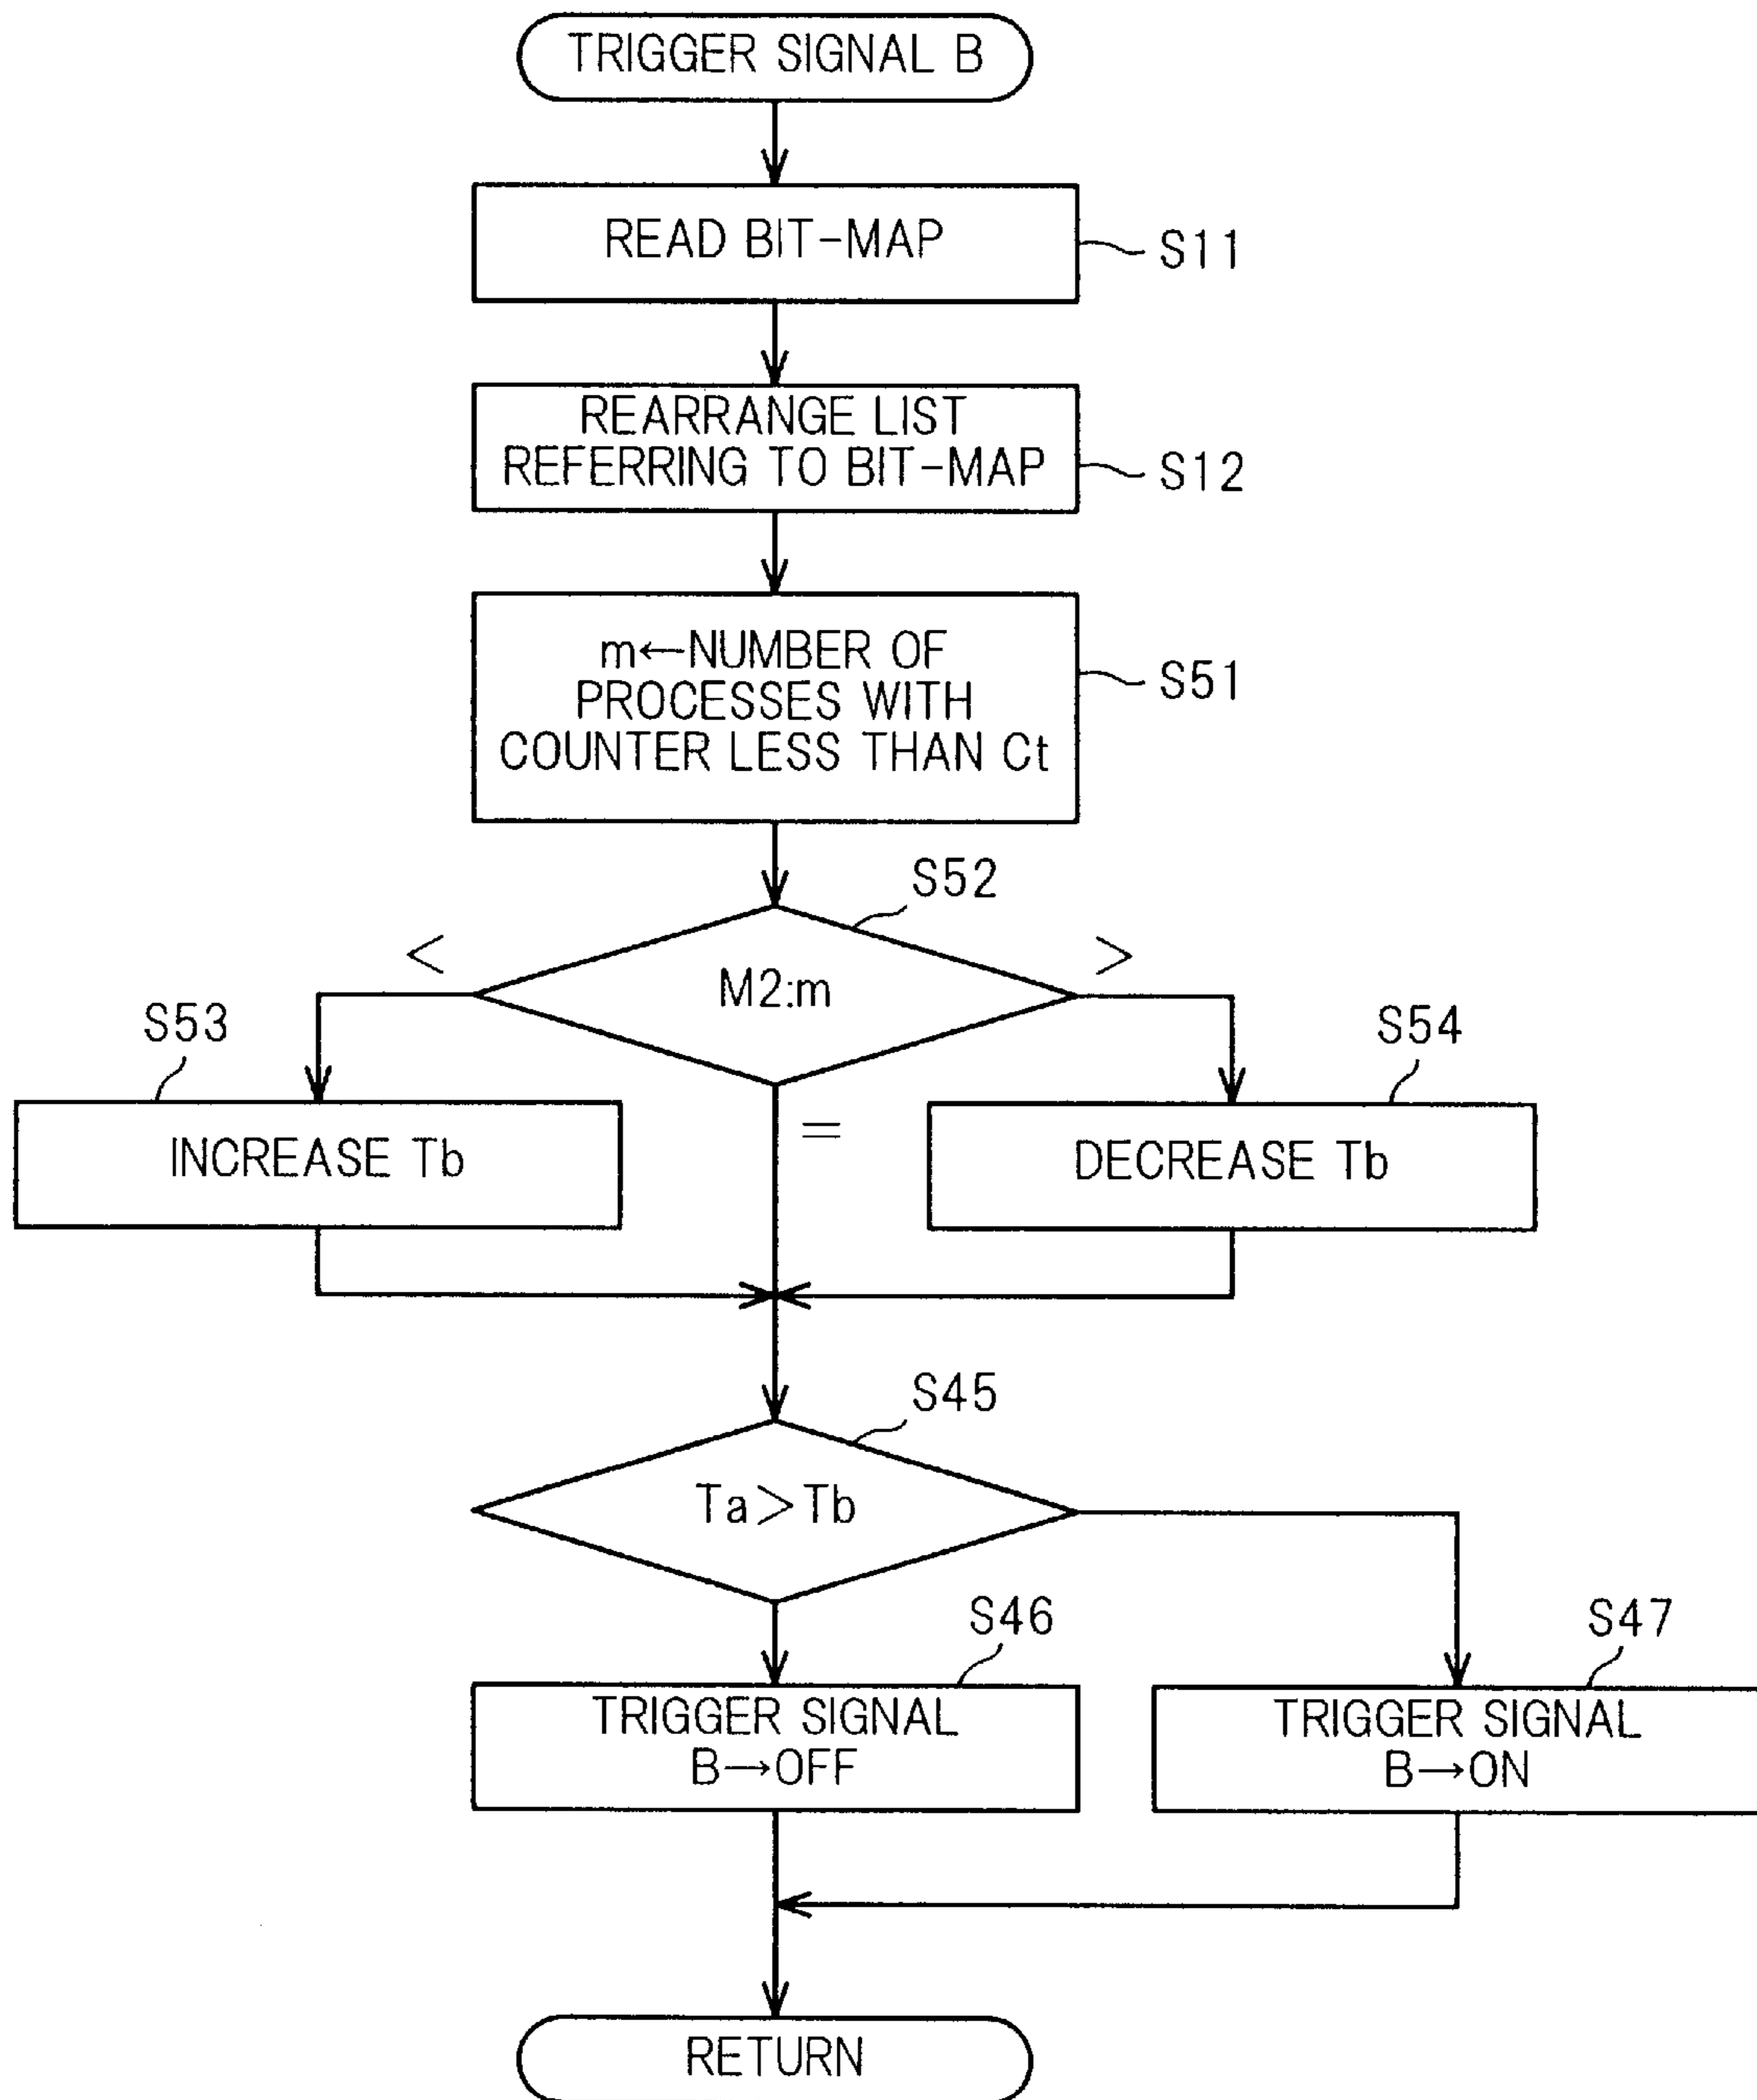 TRIGGER SIGNAL B
READ BIT-MAP
S11
REARRANGE LIST
REFERRING TO BIT-MAP
S12
m←NUMBER OF
PROCESSES WITH
COUNTER LESS THAN Ct
S51
S52
<
M2:m
>
S53
S54
INCREASE Tb
=
DECREASE Tb
S45
Ta>Tb
S46
S47
TRIGGER SIGNAL
B→OFF
TRIGGER SIGNAL
B→ON
RETURN